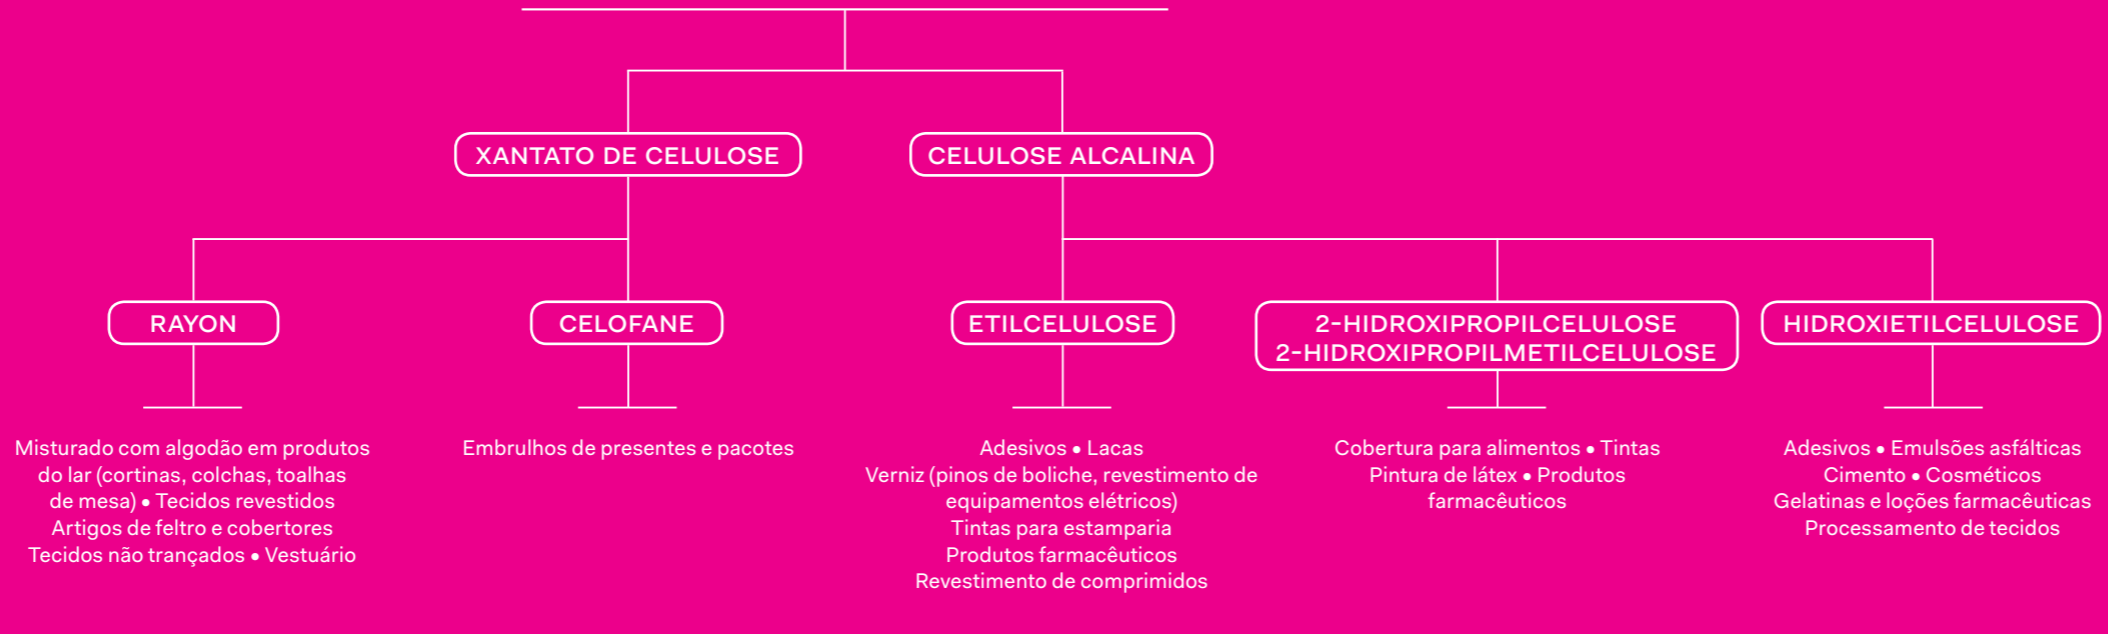 XANTATO DE CELULOSE
CELULOSE ALCALINA
RAYON
CELOFANE
ETILCELULOSE
2-HIDROXIPROPILCELULOSE
2-HIDROXIPROPILMETILCELULOSE
HIDROXIETILCELULOSE
Misturado com algodão em produtos
do lar (cortinas, colchas, toalhas
de mesa) • Tecidos revestidos
Artigos de feltro e cobertores
Tecidos não trançados • Vestuário
Embrulhos de presentes e pacotes
Adesivos • Lacas
Verniz (pinos de boliche, revestimento de
equipamentos elétricos)
Tintas para estamparia
Produtos farmacêuticos
Revestimento de comprimidos
Cobertura para alimentos • Tintas
Pintura de látex • Produtos
farmacêuticos
Adesivos • Emulsões asfálticas
Cimento • Cosméticos
Gelatinas e loções farmacêuticas
Processamento de tecidos